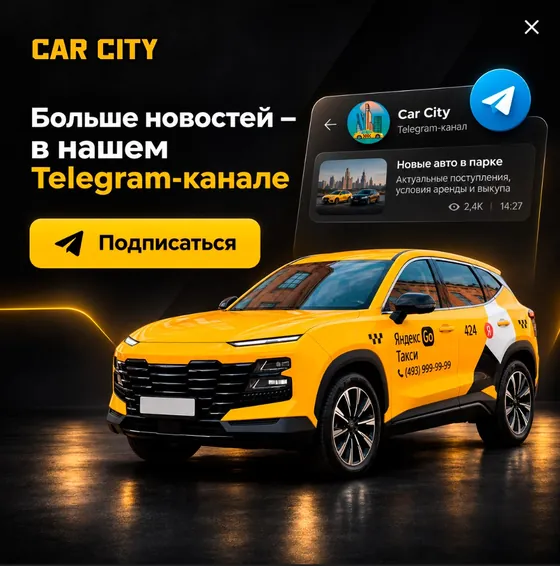 CAR CITY
Больше новостей –
в нашем
Telegram-канале
Подписаться
Car City
Telegram-канал
Новые авто в парке
Актуальные поступления,
условия аренды и выкупа
2,4K | 14:27
Яндекс Go
Такси
(493) 999-99-99
424